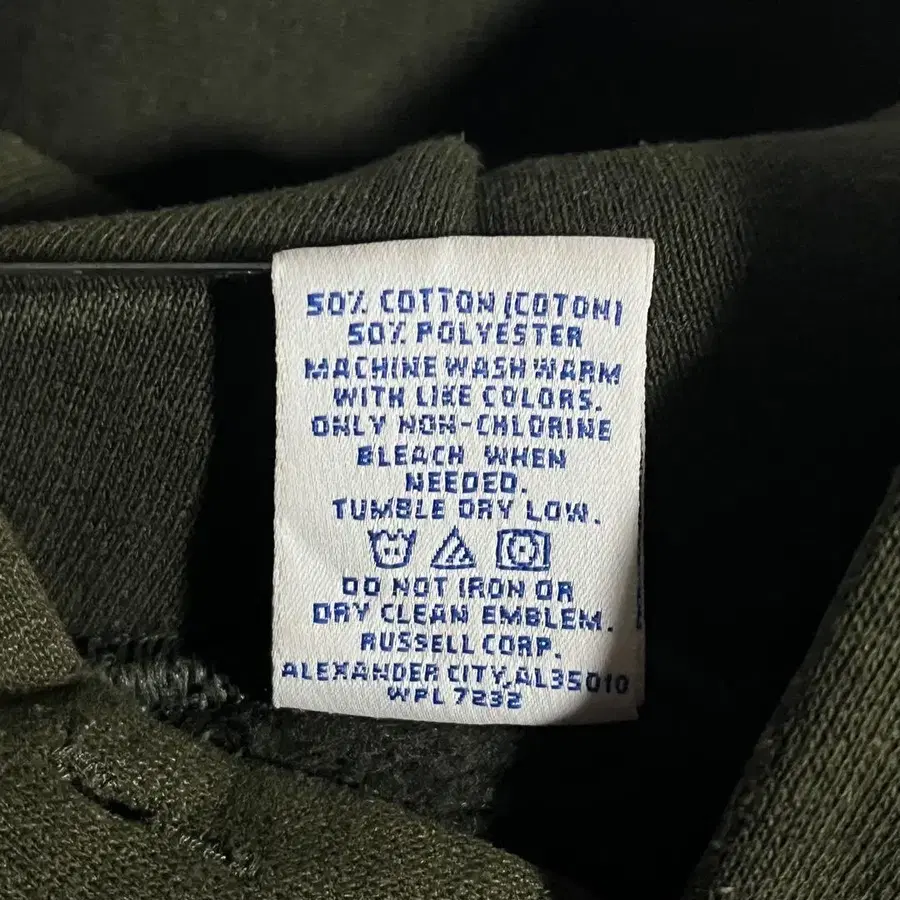 50% COTTON (COTON)
50% POLYESTER
MACHINE WASH WARM
WITH LIKE COLORS.
ONLY NON-CHLORINE
BLEACH WHEN
NEEDED.
TUMBLE DRY LOW.
DO NOT IRON OR
DRY CLEAN EMBLEM.
RUSSELL CORP.
ALEXANDER CITY, AL35010
WPL 7232